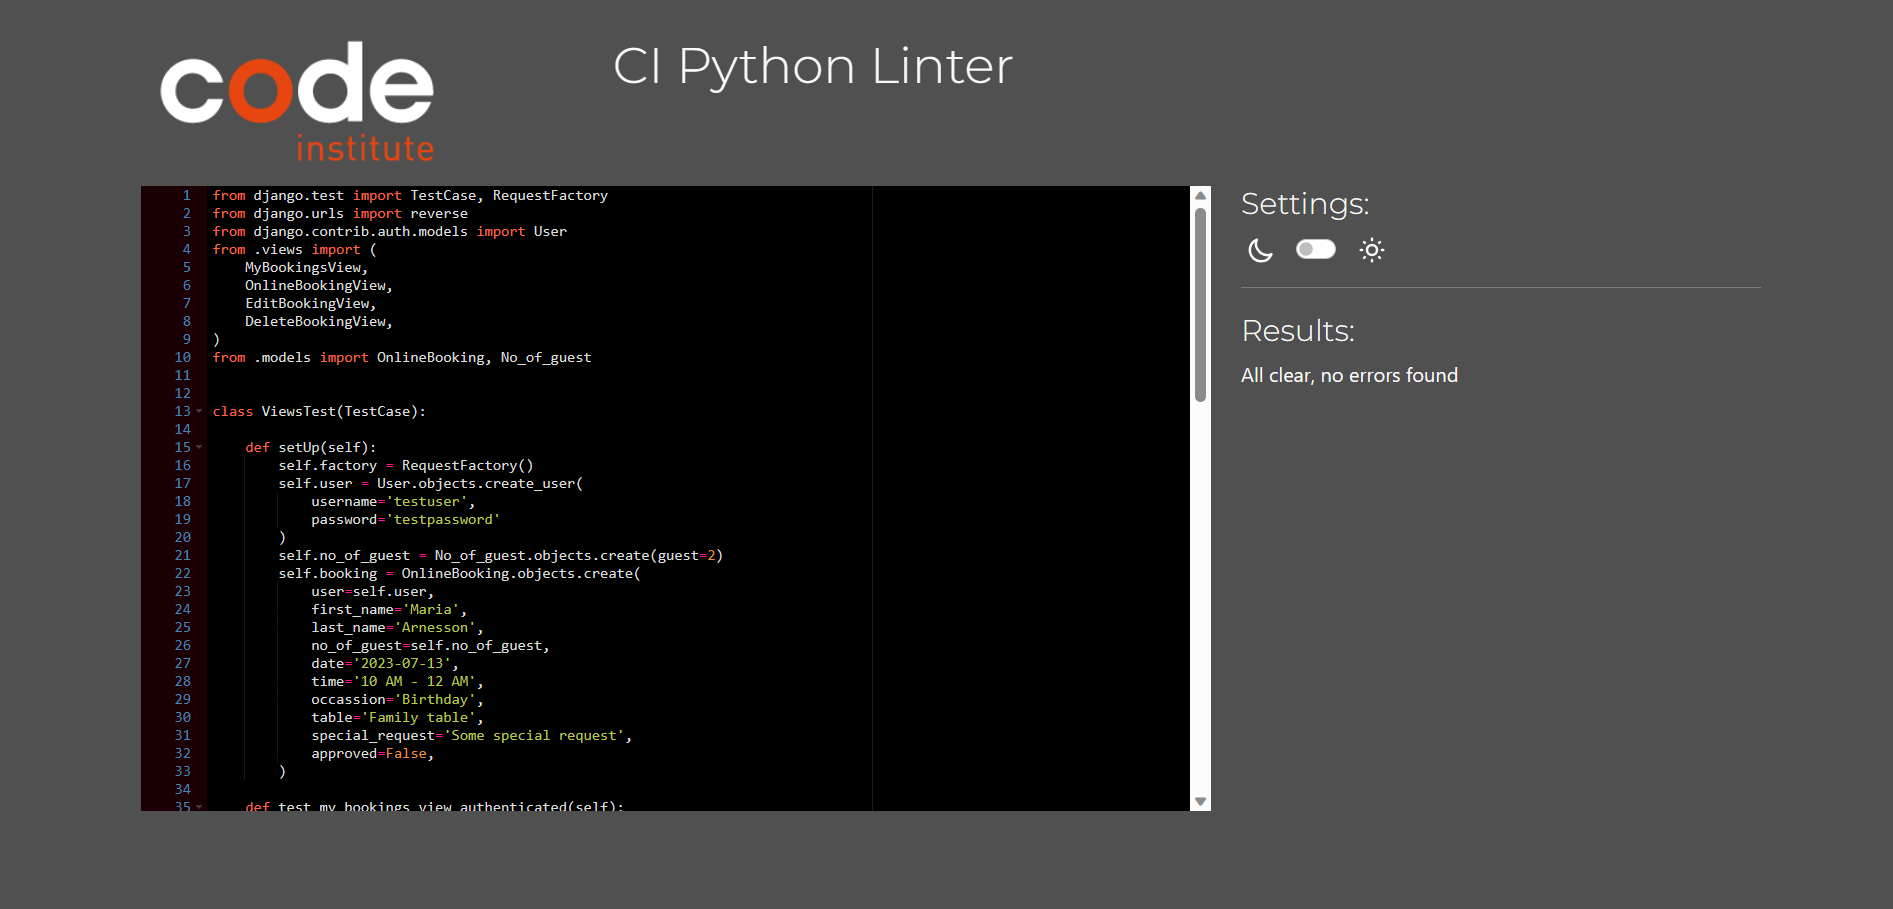 code
institute
CI Python Linter
1 from django.test import TestCase, RequestFactory
2 from django.urls import reverse
3 from django.contrib.auth.models import User
4 from .views import (
5     MyBookingsView,
6     OnlineBookingView,
7     EditBookingView,
8     DeleteBookingView,
9 )
10 from .models import OnlineBooking, No_of_guest
11
12
13 class ViewsTest(TestCase):
14
15     def setUp(self):
16         self.factory = RequestFactory()
17         self.user = User.objects.create_user(
18             username='testuser',
19             password='testpassword'
20         )
21         self.no_of_guest = No_of_guest.objects.create(guest=2)
22         self.booking = OnlineBooking.objects.create(
23             user=self.user,
24             first_name='Maria',
25             last_name='Arnesson',
26             no_of_guest=self.no_of_guest,
27             date='2023-07-13',
28             time='10 AM - 12 AM',
29             occassion='Birthday',
30             table='Family table',
31             special_request='Some special request',
32             approved=False,
33         )
34
35     def test_my_bookings_view_authenticated(self):
Settings:
Results:
All clear, no errors found